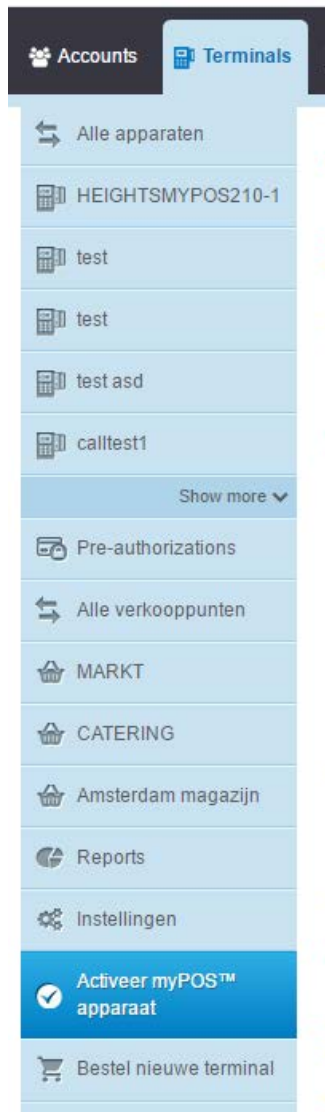 Accounts
Terminals
Alle apparaten
HEIGHTSMYPOS210-1
test
test
test asd
calltest1
Show more
Pre-authorizations
Alle verkooppunten
MARKT
CATERING
Amsterdam magazijn
Reports
Instellingen
Activeer myPOS™
apparaat
Bestel nieuwe terminal